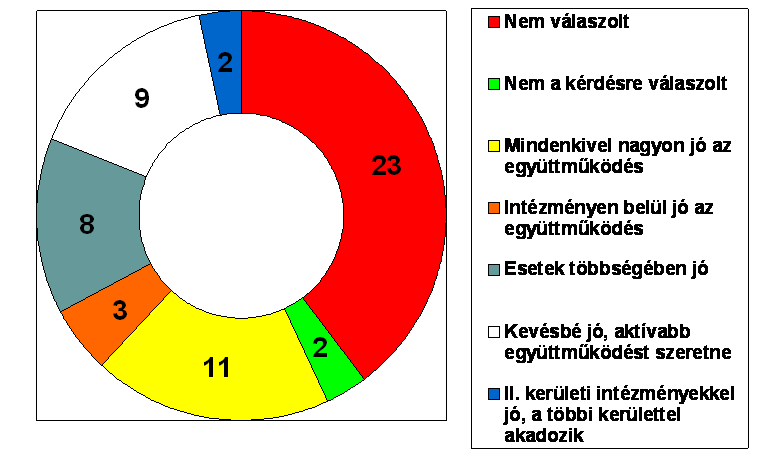 2
9
23
8
3
2
11
Nem válaszolt
Nem a kérdésre válaszolt
Mindenkivel nagyon jó az
együttműködés
Intézményen belül jó az
együttműködés
Esetek többségében jó
Kevésbé jó, aktívabb
együttműködést szeretne
II. kerületi intézményekkel
jó, a többi kerülettel
akadozik